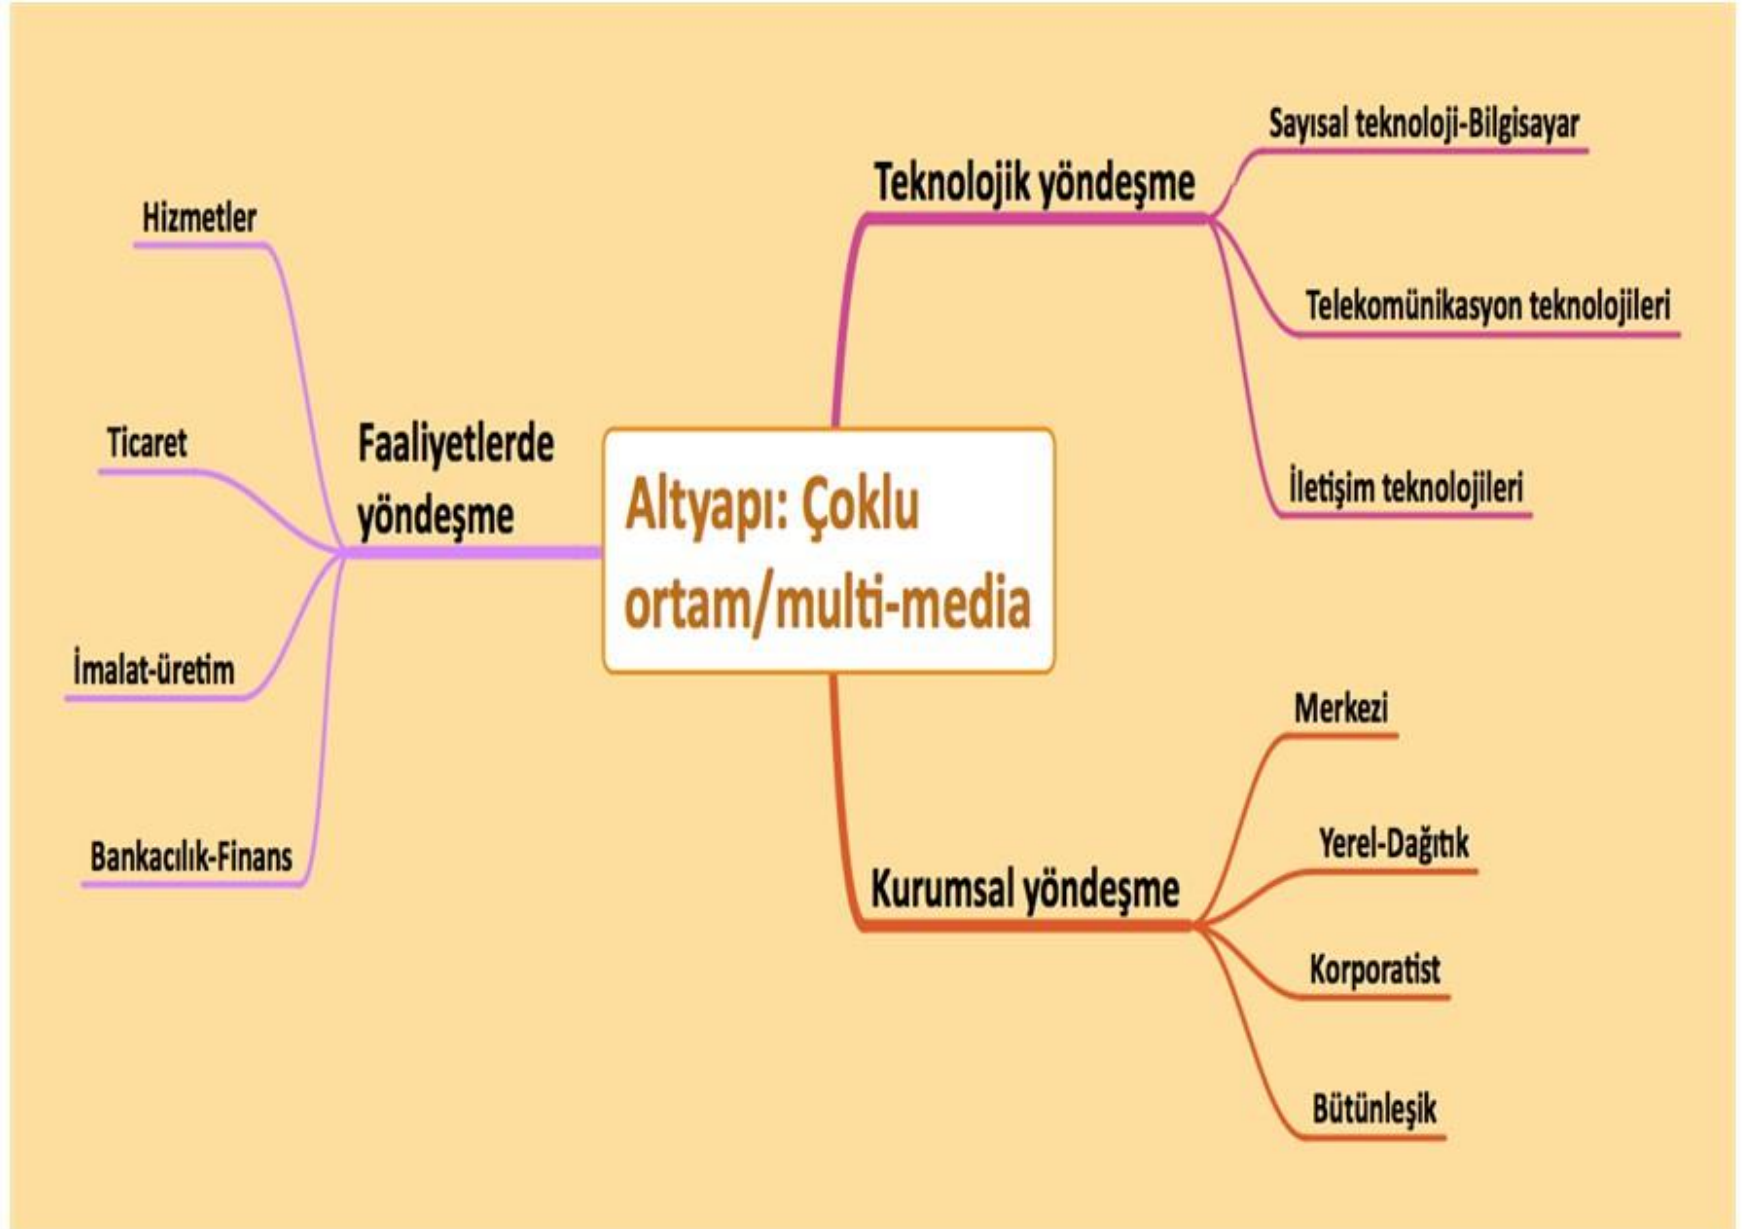 Altyapı: Çoklu
ortam/multi-media
Teknolojik yöndeşme
Sayısal teknoloji-Bilgisayar
Telekomünikasyon teknolojileri
İletişim teknolojileri
Kurumsal yöndeşme
Merkezi
Yerel-Dağıtık
Korporatist
Bütünleşik
Faaliyetlerde
yöndeşme
Hizmetler
Ticaret
İmalat-üretim
Bankacılık-Finans